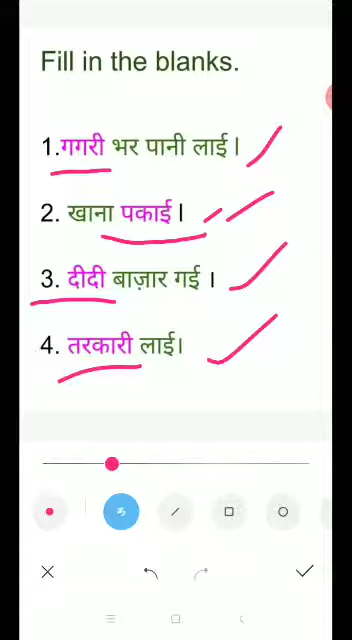 Fill in the blanks.
1.गगरी भर पानी लाई l
2. खाना पकाई l
3. दीदी बाज़ार गई ।
4. तरकारी लाई।